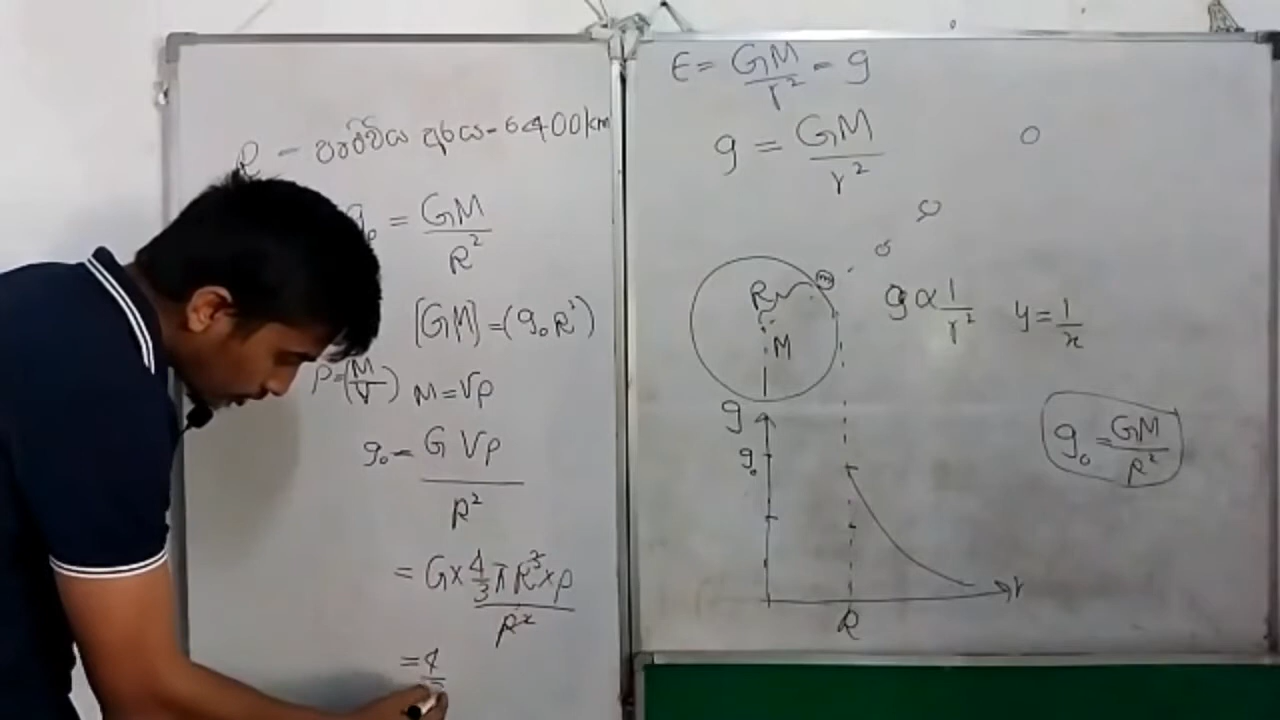 R - පාර්ථිව අරය - 6400km
g₀ = GM/R²
[GM] = (g₀R²)
ρ = (M/V) M = Vρ
g₀ = GVρ/R²
= G × 4/3 πR³ × ρ / R²
= 4
E = GM/r² = g
g = GM/r²
R
m
M
g ∝ 1/r² y = 1/x
g
g₀
g₀ = GM/R²
r
R